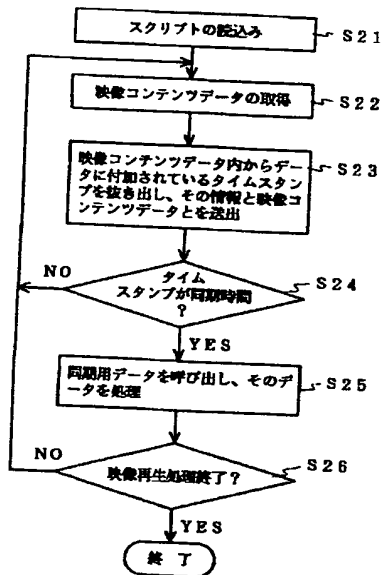 スクリプトの読込み
S21
映像コンテンツデータの取得
S22
映像コンテンツデータ内からデー
タに付加されているタイムスタン
プを抜き出し、その情報と映像コ
ンテンツデータとを送出
S23
NO
タイム
スタンプが同期時間
?
S24
YES
同期用データを呼び出し、そのデ
ータを処理
S25
NO
映像再生処理終了?
S26
YES
終了